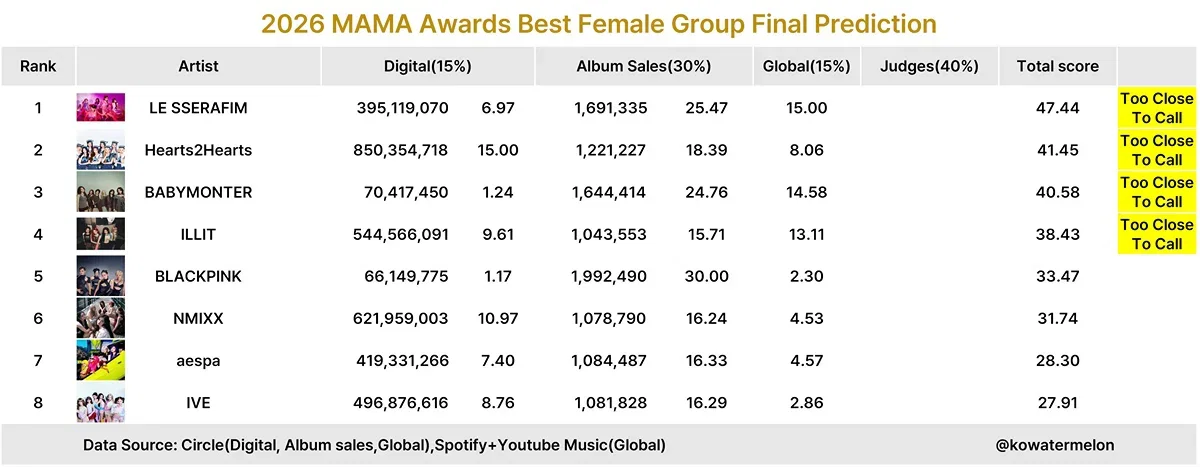 2026 MAMA Awards Best Female Group Final Prediction
Rank Artist Digital(15%) Album Sales(30%) Global(15%) Judges(40%) Total score
1 LE SSERAFIM 395,119,070 6.97 1,691,335 25.47 15.00 47.44 Too Close To Call
2 Hearts2Hearts 850,354,718 15.00 1,221,227 18.39 8.06 41.45 Too Close To Call
3 BABYMONTER 70,417,450 1.24 1,644,414 24.76 14.58 40.58 Too Close To Call
4 ILLIT 544,566,091 9.61 1,043,553 15.71 13.11 38.43 Too Close To Call
5 BLACKPINK 66,149,775 1.17 1,992,490 30.00 2.30 33.47
6 NMIXX 621,959,003 10.97 1,078,790 16.24 4.53 31.74
7 aespa 419,331,266 7.40 1,084,487 16.33 4.57 28.30
8 IVE 496,876,616 8.76 1,081,828 16.29 2.86 27.91
Data Source: Circle(Digital, Album sales,Global),Spotify+Youtube Music(Global) @kowatermelon